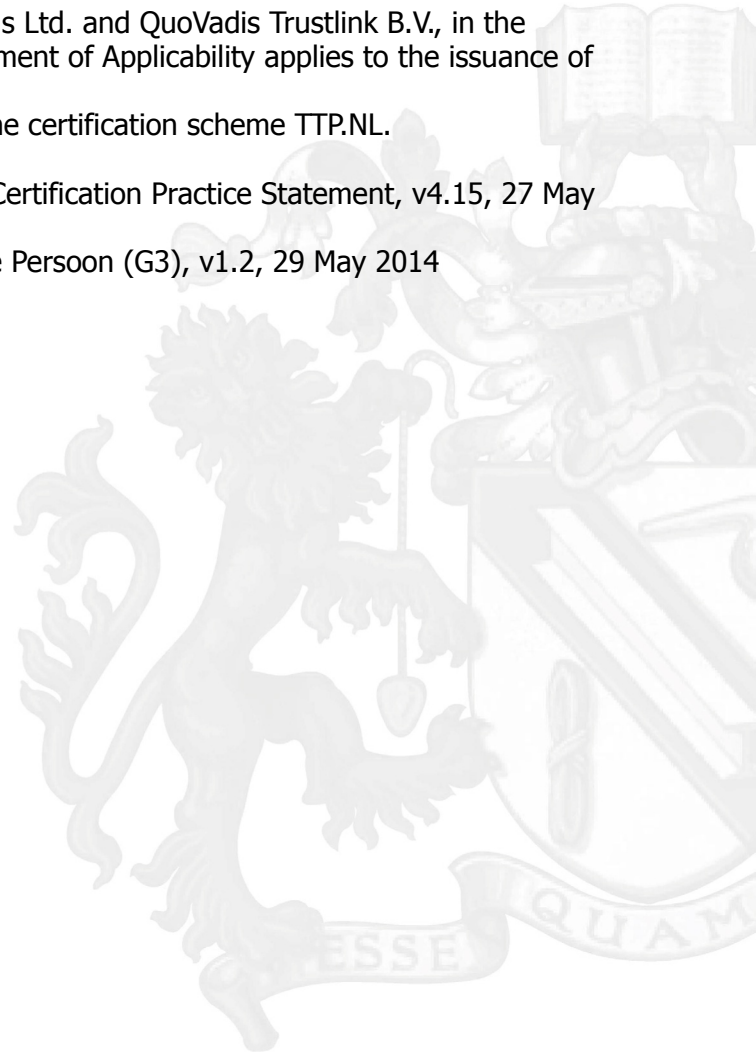 s Ltd. and QuoVadis Trustlink B.V., in the
ment of Applicability applies to the issuance of
ne certification scheme TTP.NL.
Certification Practice Statement, v4.15, 27 May
e Persoon (G3), v1.2, 29 May 2014
ESSE
QUAM